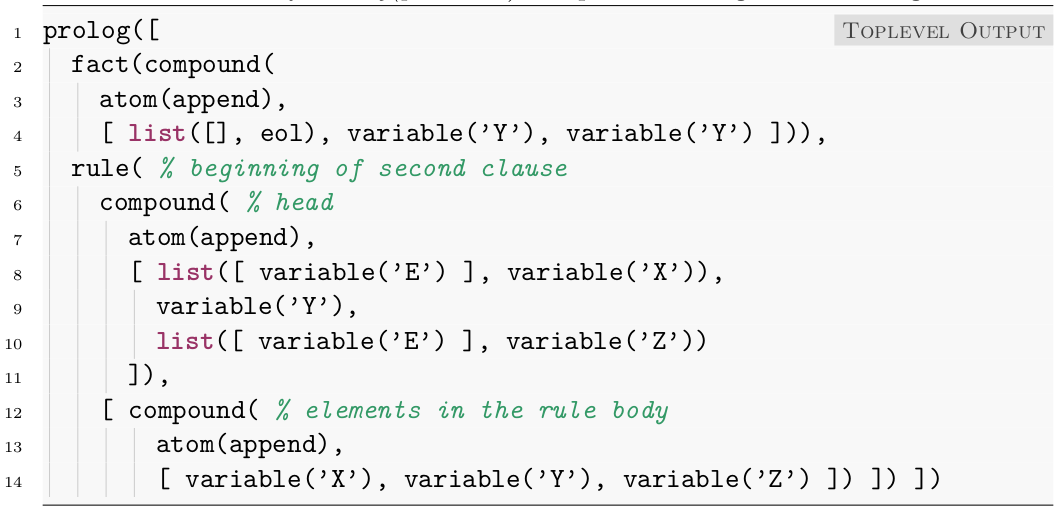 1 prolog([ TOPLEVEL OUTPUT
2 fact(compound(
3 atom(append),
4 [ list([], eol), variable('Y'), variable('Y') ])),
5 rule( % beginning of second clause
6 compound( % head
7 atom(append),
8 [ list([ variable('E') ], variable('X')),
9 variable('Y'),
10 list([ variable('E') ], variable('Z'))
11 ]),
12 [ compound( % elements in the rule body
13 atom(append),
14 [ variable('X'), variable('Y'), variable('Z') ]) ]) ])